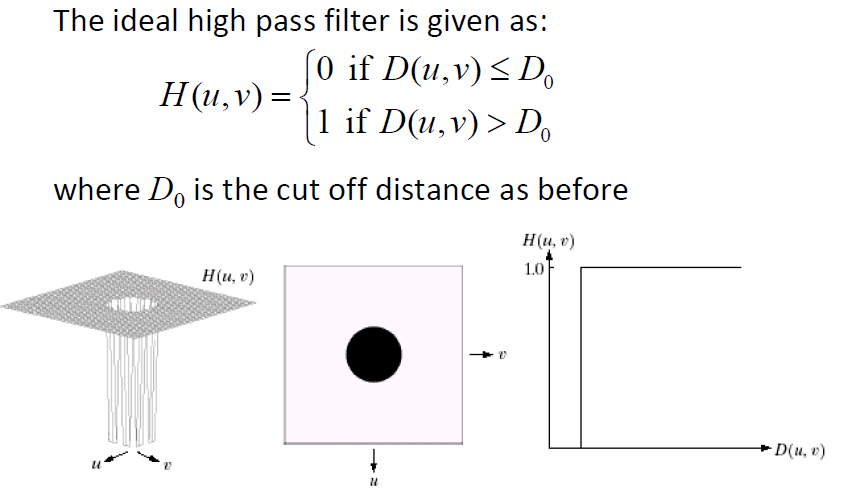 The ideal high pass filter is given as:
H(u,v) = {0 if D(u,v) ≤ D₀
1 if D(u,v) > D₀
where D₀ is the cut off distance as before
H(u, v)
u
v
v
u
H(u, v)
1.0
D(u, v)